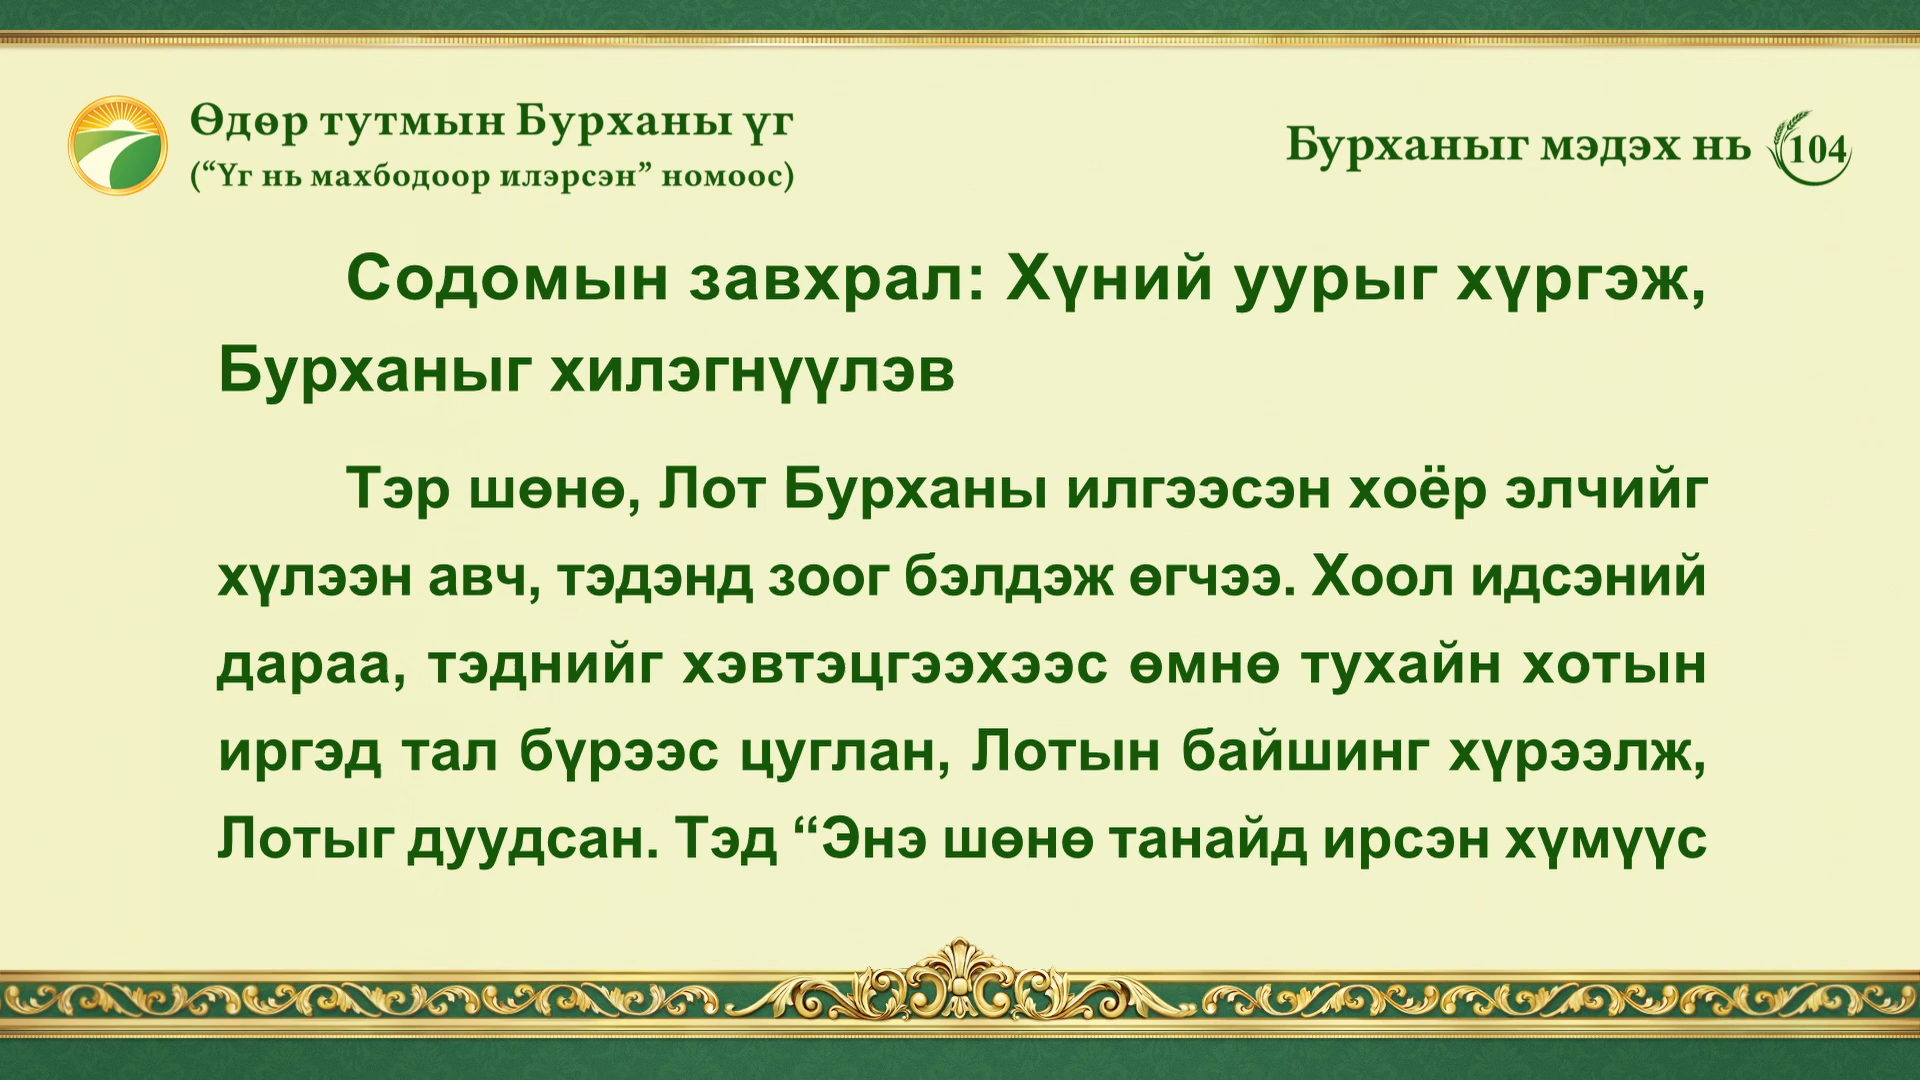 Өдөр тутмын Бурханы үг
(“Үг нь махбодоор илэрсэн” номоос)
Бурханыг мэдэх нь 104
Содомын завхрал: Хүний уурыг хүргэж,
Бурханыг хилэгнүүлэв
Тэр шөнө, Лот Бурханы илгээсэн хоёр элчийг
хүлээн авч, тэдэнд зоог бэлдэж өгчээ. Хоол идсэний
дараа, тэднийг хэвтэцгээхээс өмнө тухайн хотын
иргэд тал бүрээс цуглан, Лотын байшинг хүрээлж,
Лотыг дуудсан. Тэд “Энэ шөнө танайд ирсэн хүмүүс